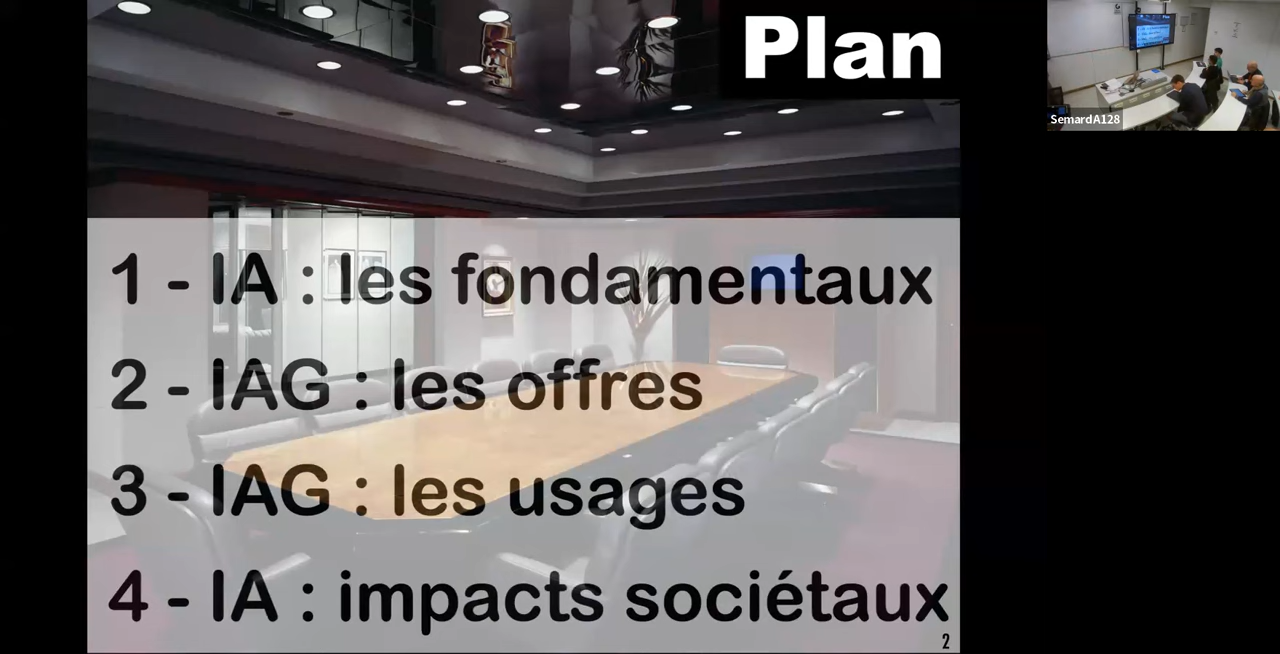 Plan
SemardA128
1 - IA : les fondamentaux
2 - IAG : les offres
3 - IAG : les usages
4 - IA : impacts sociétaux
2